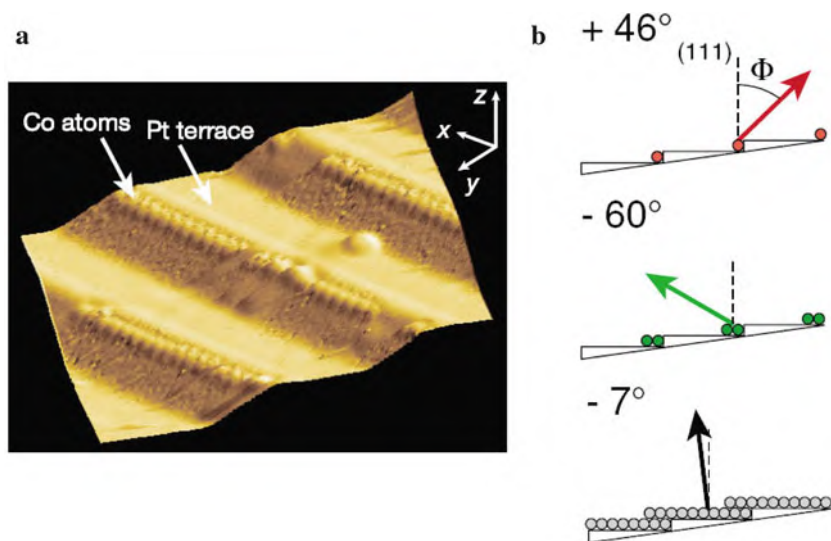 a
Co atoms
Pt terrace
z
x
y
b
+ 46°
(111)
Φ
- 60°
- 7°